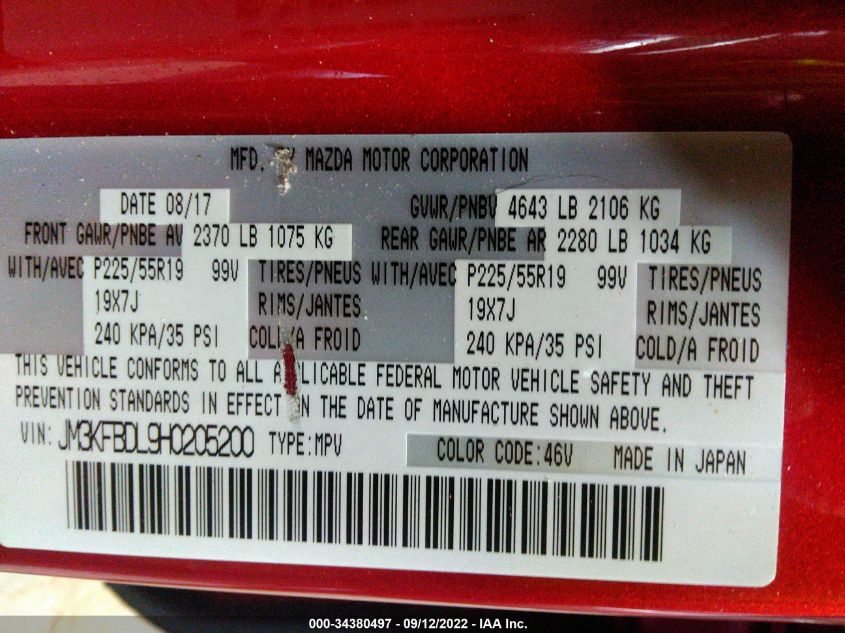 MFD. BY MAZDA MOTOR CORPORATION
DATE 08/17 GVWR/PNBV 4643 LB 2106 KG
FRONT GAWR/PNBE AV 2370 LB 1075 KG REAR GAWR/PNBE AR 2280 LB 1034 KG
WITH/AVEC P225/55R19 99V TIRES/PNEUS WITH/AVEC P225/55R19 99V TIRES/PNEUS
19X7J RIMS/JANTES 19X7J RIMS/JANTES
240 KPA/35 PSI COLD/A FROID 240 KPA/35 PSI COLD/A FROID
THIS VEHICLE CONFORMS TO ALL APPLICABLE FEDERAL MOTOR VEHICLE SAFETY AND THEFT
PREVENTION STANDARDS IN EFFECT ON THE DATE OF MANUFACTURE SHOWN ABOVE.
VIN: JM3KFBDL9H0205200 TYPE:MPV COLOR CODE:46V MADE IN JAPAN
000-34380497 - 09/12/2022 - IAA Inc.